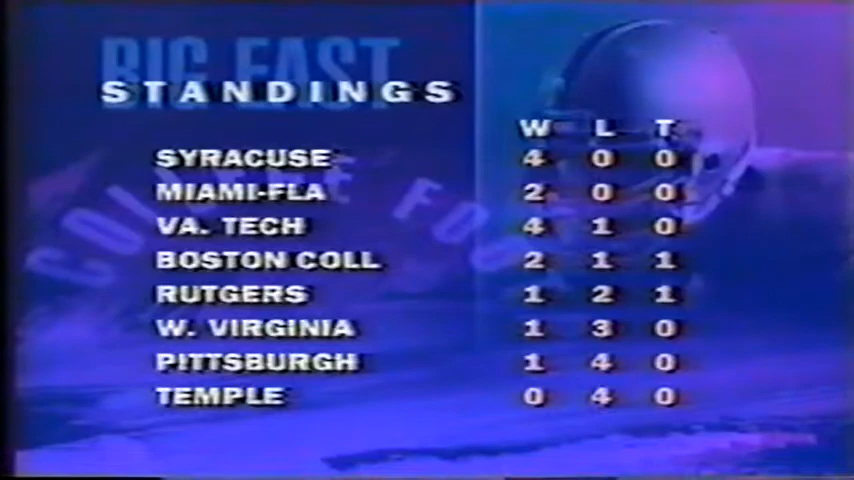 BIG EAST
STANDINGS
W L T
SYRACUSE 4 0 0
MIAMI-FLA 2 0 0
VA. TECH 4 1 0
BOSTON COLL 2 1 1
RUTGERS 1 2 1
W. VIRGINIA 1 3 0
PITTSBURGH 1 4 0
TEMPLE 0 4 0